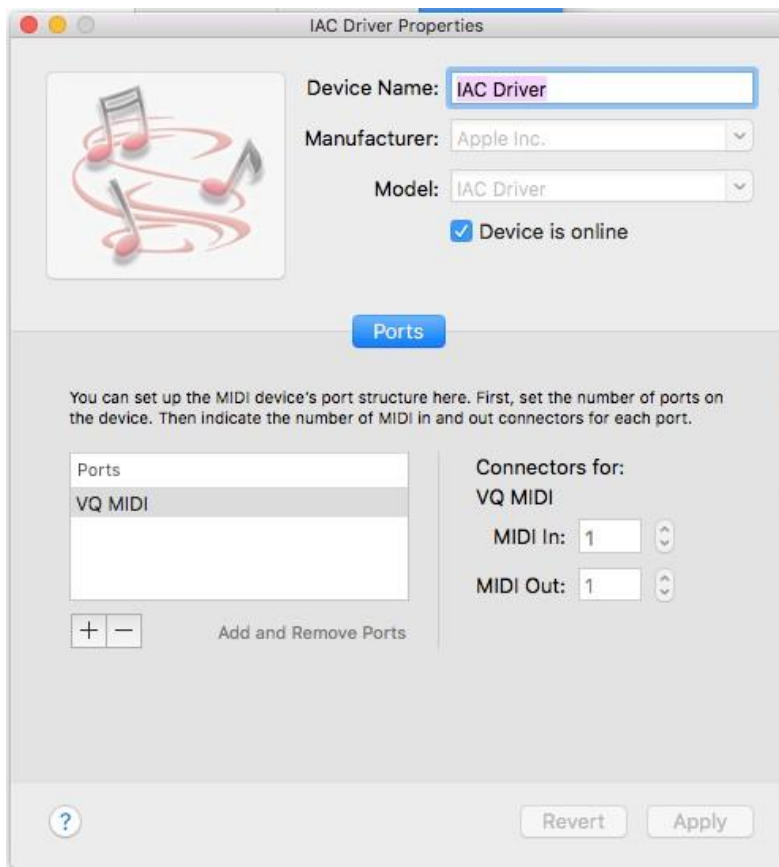 IAC Driver Properties
Device Name: IAC Driver
Manufacturer: Apple Inc.
Model: IAC Driver
Device is online
Ports
You can set up the MIDI device's port structure here. First, set the number of ports on
the device. Then indicate the number of MIDI in and out connectors for each port.
Ports
VQ MIDI
+ −
Add and Remove Ports
Connectors for:
VQ MIDI
MIDI In: 1
MIDI Out: 1
?
Revert
Apply